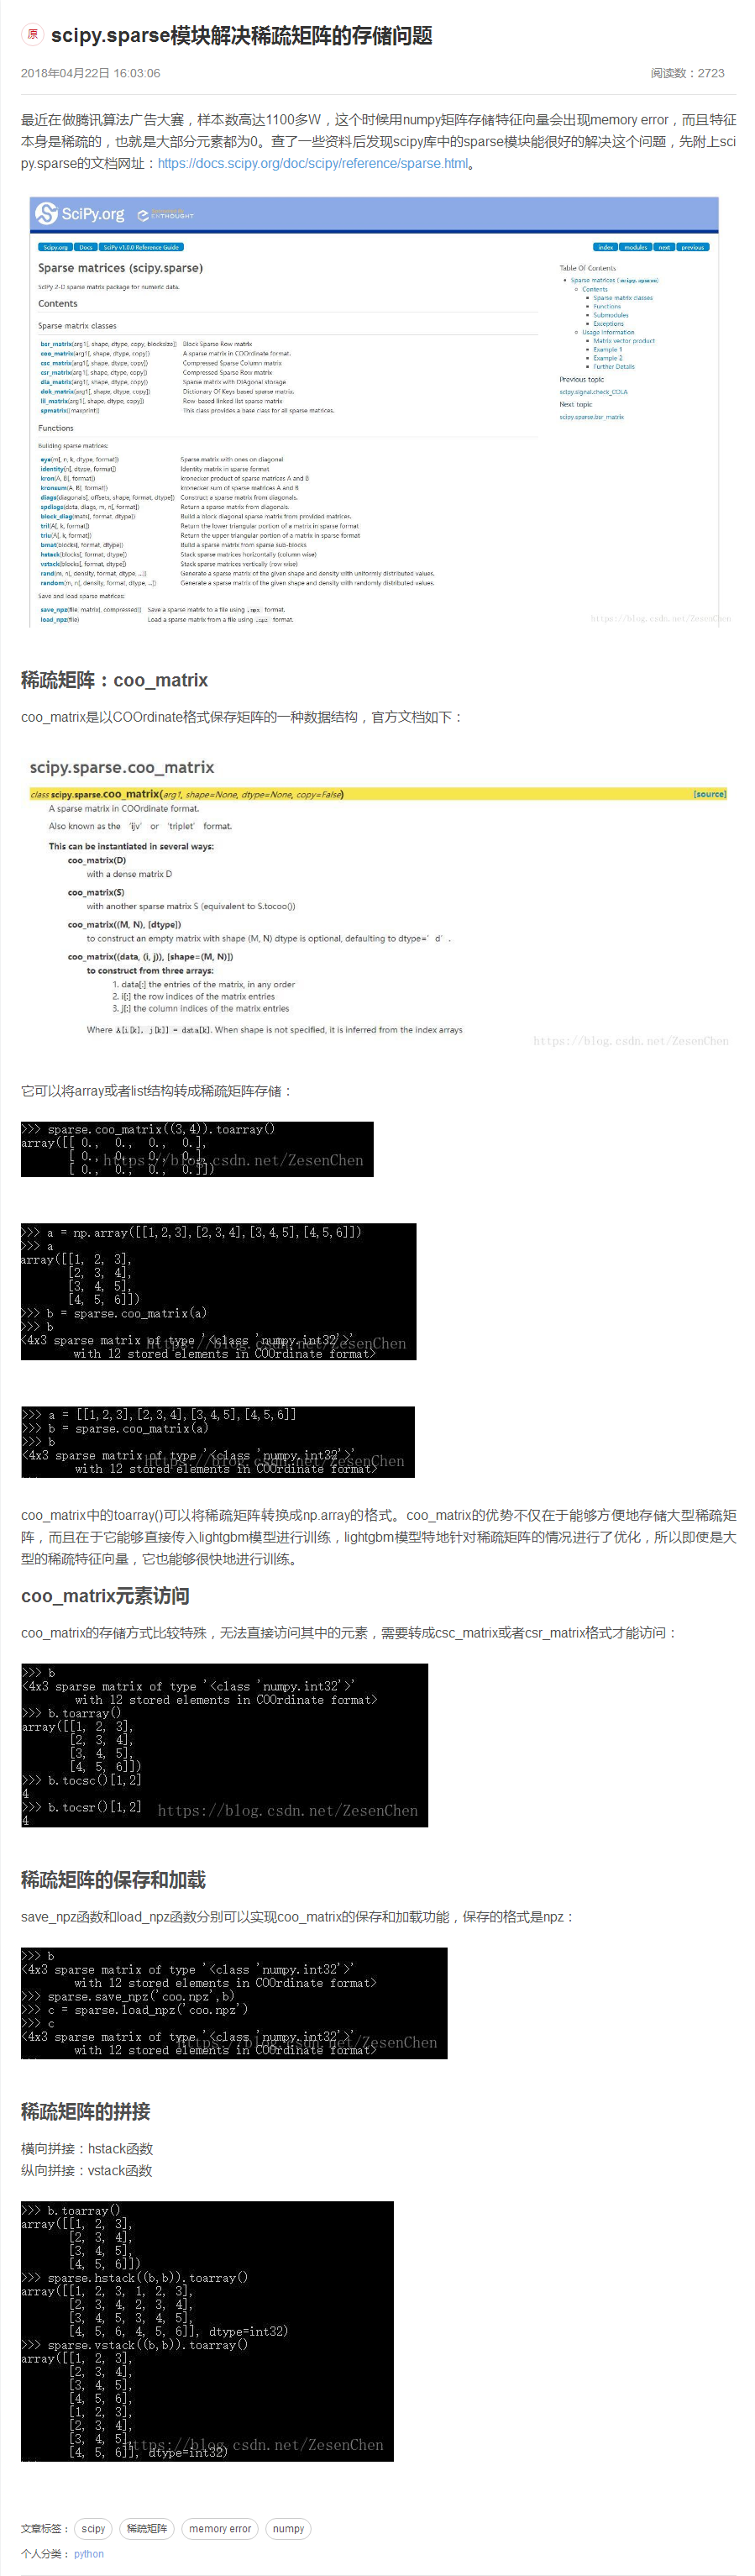 原 scipy.sparse模块解决稀疏矩阵的存储问题
2018年04月22日 16:03:06 阅读数：2723
最近在做腾讯算法广告大赛，样本数高达1100多W，这个时候用numpy矩阵存储特征向量会出现memory error，而且特征
本身是稀疏的，也就是大部分元素都为0。查了一些资料后发现scipy库中的sparse模块能很好的解决这个问题，先附上sci
py.sparse的文档网址：https://docs.scipy.org/doc/scipy/reference/sparse.html。
SciPy.org ENTHOUGHT
Scipy.org Docs SciPy v1.0.0 Reference Guide index modules next previous
Sparse matrices (scipy.sparse)
SciPy 2-D sparse matrix package for numeric data.
Contents
Sparse matrix classes
bsr_matrix(arg1[, shape, dtype, copy, blocksize]) Block Sparse Row matrix
coo_matrix(arg1[, shape, dtype, copy]) A sparse matrix in COOrdinate format.
csc_matrix(arg1[, shape, dtype, copy]) Compressed Sparse Column matrix
csr_matrix(arg1[, shape, dtype, copy]) Compressed Sparse Row matrix
dia_matrix(arg1[, shape, dtype, copy]) Sparse matrix with DIAgonal storage
dok_matrix(arg1[, shape, dtype, copy]) Dictionary Of Keys based sparse matrix.
lil_matrix(arg1[, shape, dtype, copy]) Row-based linked list sparse matrix
spmatrix([maxprint]) This class provides a base class for all sparse matrices.
Functions
Building sparse matrices:
eye(m[, n, k, dtype, format]) Sparse matrix with ones on diagonal
identity(n[, dtype, format]) Identity matrix in sparse format
kron(A, B[, format]) kronecker product of sparse matrices A and B
kronsum(A, B[, format]) kronecker sum of sparse matrices A and B
diags(diagonals[, offsets, shape, format, dtype]) Construct a sparse matrix from diagonals.
spdiags(data, diags, m, n[, format]) Return a sparse matrix from diagonals.
block_diag(mats[, format, dtype]) Build a block diagonal sparse matrix from provided matrices.
tril(A[, k, format]) Return the lower triangular portion of a matrix in sparse format
triu(A[, k, format]) Return the upper triangular portion of a matrix in sparse format
bmat(blocks[, format, dtype]) Build a sparse matrix from sparse sub-blocks
hstack(blocks[, format, dtype]) Stack sparse matrices horizontally (column wise)
vstack(blocks[, format, dtype]) Stack sparse matrices vertically (row wise)
rand(m, n[, density, format, dtype, ...]) Generate a sparse matrix of the given shape and density with uniformly distributed values.
random(m, n[, density, format, dtype, ...]) Generate a sparse matrix of the given shape and density with randomly distributed values.
Save and load sparse matrices:
save_npz(file, matrix[, compressed]) Save a sparse matrix to a file using .npz format.
load_npz(file) Load a sparse matrix from a file using .npz format.
Table Of Contents
Sparse matrices (scipy.sparse)
Contents
Sparse matrix classes
Functions
Submodules
Exceptions
Usage information
Matrix vector product
Example 1
Example 2
Further Details
Previous topic
scipy.signal.check_COLA
Next topic
scipy.sparse.bsr_matrix
https://blog.csdn.net/ZesenChen
稀疏矩阵：coo_matrix
coo_matrix是以COOrdinate格式保存矩阵的一种数据结构，官方文档如下：
scipy.sparse.coo_matrix
class scipy.sparse.coo_matrix(arg1, shape=None, dtype=None, copy=False) [source]
A sparse matrix in COOrdinate format.
Also known as the 'ijv' or 'triplet' format.
This can be instantiated in several ways:
coo_matrix(D)
with a dense matrix D
coo_matrix(S)
with another sparse matrix S (equivalent to S.tocoo())
coo_matrix((M, N), [dtype])
to construct an empty matrix with shape (M, N) dtype is optional, defaulting to dtype=' d' .
coo_matrix((data, (i, j)), [shape=(M, N)])
to construct from three arrays:
1. data[:] the entries of the matrix, in any order
2. i[:] the row indices of the matrix entries
3. j[:] the column indices of the matrix entries
Where A[i[k], j[k]] = data[k]. When shape is not specified, it is inferred from the index arrays
https://blog.csdn.net/ZesenChen
它可以将array或者list结构转成稀疏矩阵存储：
>>> sparse.coo_matrix((3,4)).toarray()
array([[ 0., 0., 0., 0.],
[ 0., 0., 0., 0.],
[ 0., 0., 0., 0.]])
https://blog.csdn.net/ZesenChen
>>> a = np.array([[1,2,3],[2,3,4],[3,4,5],[4,5,6]])
>>> a
array([[1, 2, 3],
[2, 3, 4],
[3, 4, 5],
[4, 5, 6]])
>>> b = sparse.coo_matrix(a)
>>> b
<4x3 sparse matrix of type '<class 'numpy.int32'>'
with 12 stored elements in COOrdinate format>
https://blog.csdn.net/ZesenChen
>>> a = [[1,2,3],[2,3,4],[3,4,5],[4,5,6]]
>>> b = sparse.coo_matrix(a)
>>> b
<4x3 sparse matrix of type '<class 'numpy.int32'>'
with 12 stored elements in COOrdinate format>
https://blog.csdn.net/ZesenChen
coo_matrix中的toarray()可以将稀疏矩阵转换成np.array的格式。coo_matrix的优势不仅在于能够方便地存储大型稀疏矩
阵，而且在于它能够直接传入lightgbm模型进行训练，lightgbm模型特地针对稀疏矩阵的情况进行了优化，所以即使是大
型的稀疏特征向量，它也能够很快地进行训练。
coo_matrix元素访问
coo_matrix的存储方式比较特殊，无法直接访问其中的元素，需要转成csc_matrix或者csr_matrix格式才能访问：
>>> b
<4x3 sparse matrix of type '<class 'numpy.int32'>'
with 12 stored elements in COOrdinate format>
>>> b.toarray()
array([[1, 2, 3],
[2, 3, 4],
[3, 4, 5],
[4, 5, 6]])
>>> b.tocsc()[1,2]
4
>>> b.tocsr()[1,2]
4
https://blog.csdn.net/ZesenChen
稀疏矩阵的保存和加载
save_npz函数和load_npz函数分别可以实现coo_matrix的保存和加载功能，保存的格式是npz：
>>> b
<4x3 sparse matrix of type '<class 'numpy.int32'>'
with 12 stored elements in COOrdinate format>
>>> sparse.save_npz('coo.npz',b)
>>> c = sparse.load_npz('coo.npz')
>>> c
<4x3 sparse matrix of type '<class 'numpy.int32'>'
with 12 stored elements in COOrdinate format>
https://blog.csdn.net/ZesenChen
稀疏矩阵的拼接
横向拼接：hstack函数
纵向拼接：vstack函数
>>> b.toarray()
array([[1, 2, 3],
[2, 3, 4],
[3, 4, 5],
[4, 5, 6]])
>>> sparse.hstack((b,b)).toarray()
array([[1, 2, 3, 1, 2, 3],
[2, 3, 4, 2, 3, 4],
[3, 4, 5, 3, 4, 5],
[4, 5, 6, 4, 5, 6]], dtype=int32)
>>> sparse.vstack((b,b)).toarray()
array([[1, 2, 3],
[2, 3, 4],
[3, 4, 5],
[4, 5, 6],
[1, 2, 3],
[2, 3, 4],
[3, 4, 5],
[4, 5, 6]], dtype=int32)
https://blog.csdn.net/ZesenChen
文章标签： scipy 稀疏矩阵 memory error numpy
个人分类： python